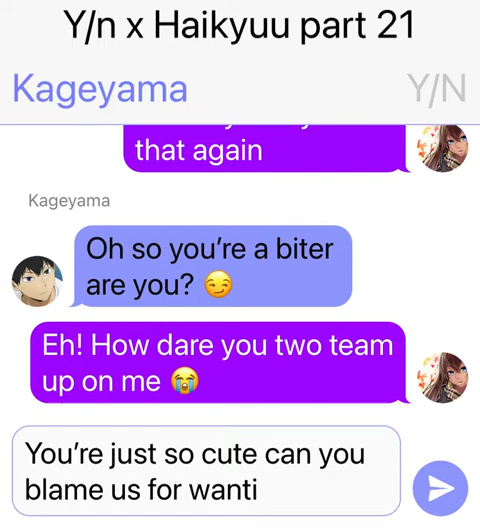 Y/n x Haikyuu part 21
Kageyama
Y/N
that again
Kageyama
Oh so you're a biter
are you? 😏
Eh! How dare you two team
up on me 😭
You're just so cute can you
blame us for wanti